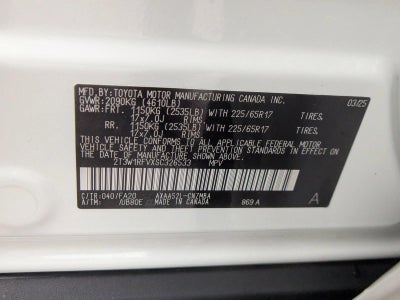 MFD.BY: TOYOTA MOTOR MANUFACTURING CANADA INC.
GVWR: 2090KG (4610LB) 03/25
GAWR: FRT. 1150KG (2535LB) WITH 225/65R17 TIRES,
17x7.0J RIMS
RR. 1150KG (2535LB) WITH 225/65R17 TIRES,
17x7.0J RIMS
THIS VEHICLE CONFORMS TO ALL APPLICABLE FEDERAL MOTOR
VEHICLE SAFETY AND THEFT PREVENTION STANDARDS IN
EFFECT ON THE DATE OF MANUFACTURE SHOWN ABOVE.
2T3W1RFVXSC326533 MPV
C/TR: 040/FA20 AXAA52L-CNZMBA
A/TM: /UB80E MADE IN CANADA 869 A A